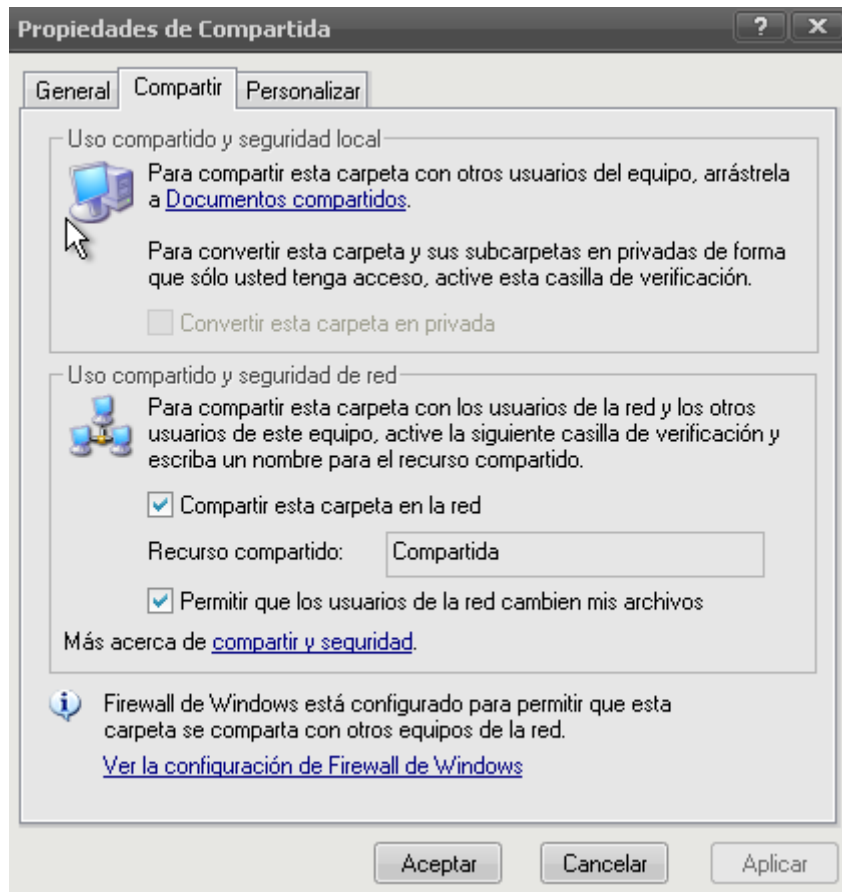 Propiedades de Compartida
General Compartir Personalizar
Uso compartido y seguridad local
Para compartir esta carpeta con otros usuarios del equipo, arrástrela
a Documentos compartidos.
Para convertir esta carpeta y sus subcarpetas en privadas de forma
que sólo usted tenga acceso, active esta casilla de verificación.
Convertir esta carpeta en privada
Uso compartido y seguridad de red
Para compartir esta carpeta con los usuarios de la red y los otros
usuarios de este equipo, active la siguiente casilla de verificación y
escriba un nombre para el recurso compartido.
Compartir esta carpeta en la red
Recurso compartido: Compartida
Permitir que los usuarios de la red cambien mis archivos
Más acerca de compartir y seguridad.
Firewall de Windows está configurado para permitir que esta
carpeta se comparta con otros equipos de la red.
Ver la configuración de Firewall de Windows
Aceptar Cancelar Aplicar